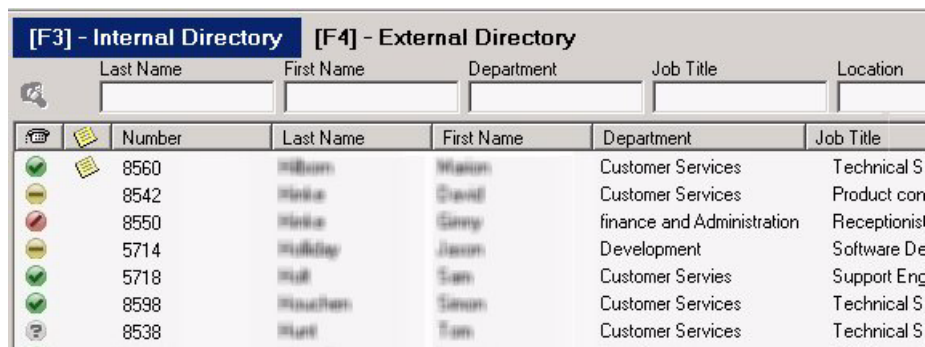 [F3] - Internal Directory [F4] - External Directory
Last Name First Name Department Job Title Location
Number Last Name First Name Department Job Title
8560 Customer Services Technical S
8542 Customer Services Product con
8550 finance and Administration Receptionist
5714 Development Software De
5718 Customer Servies Support Eng
8598 Customer Services Technical S
8538 Customer Services Technical S